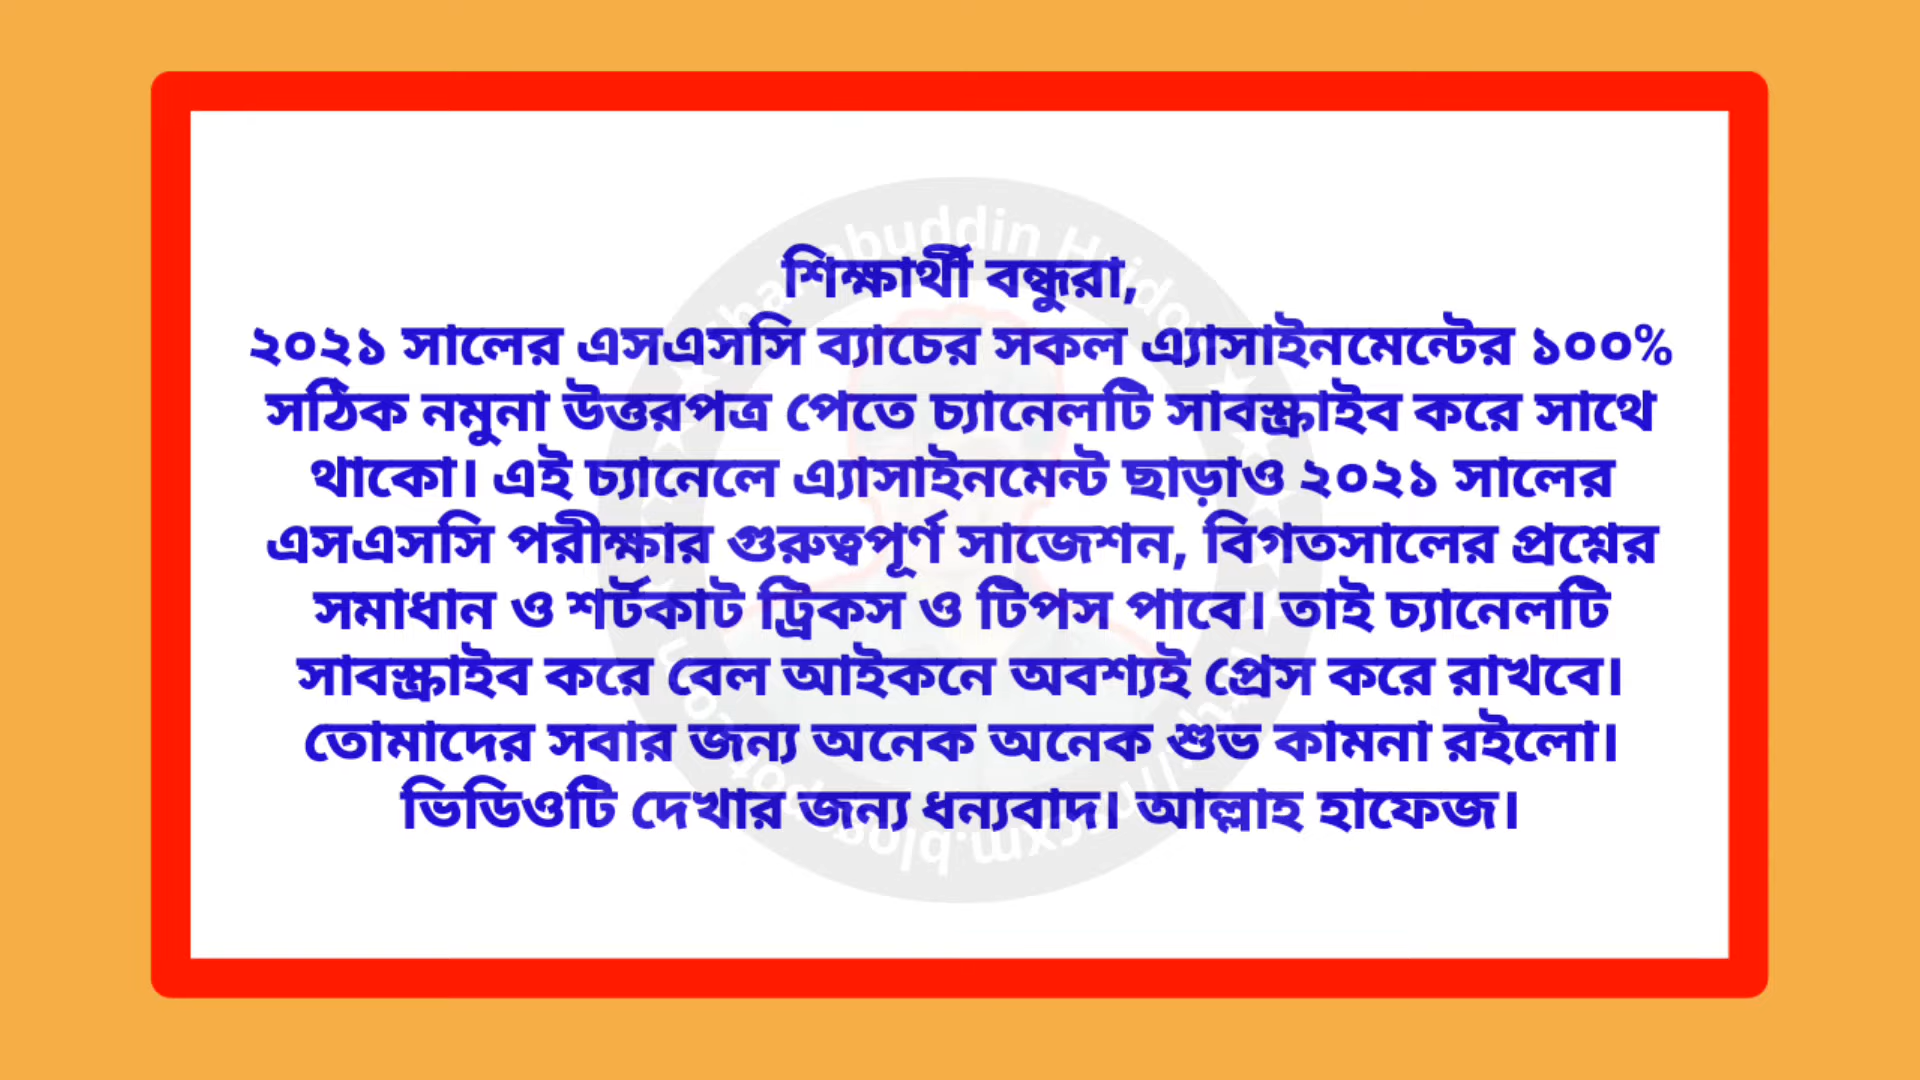 শিক্ষার্থী বন্ধুরা,
২০২১ সালের এসএসসি ব্যাচের সকল এ্যাসাইনমেন্টের ১০০%
সঠিক নমুনা উত্তরপত্র পেতে চ্যানেলটি সাবস্ক্রাইব করে সাথে
থাকো। এই চ্যানেলে এ্যাসাইনমেন্ট ছাড়াও ২০২১ সালের
এসএসসি পরীক্ষার গুরুত্বপূর্ণ সাজেশন, বিগতসালের প্রশ্নের
সমাধান ও শর্টকাট ট্রিকস ও টিপস পাবে। তাই চ্যানেলটি
সাবস্ক্রাইব করে বেল আইকনে অবশ্যই প্রেস করে রাখবে।
তোমাদের সবার জন্য অনেক অনেক শুভ কামনা রইলো।
ভিডিওটি দেখার জন্য ধন্যবাদ। আল্লাহ হাফেজ।